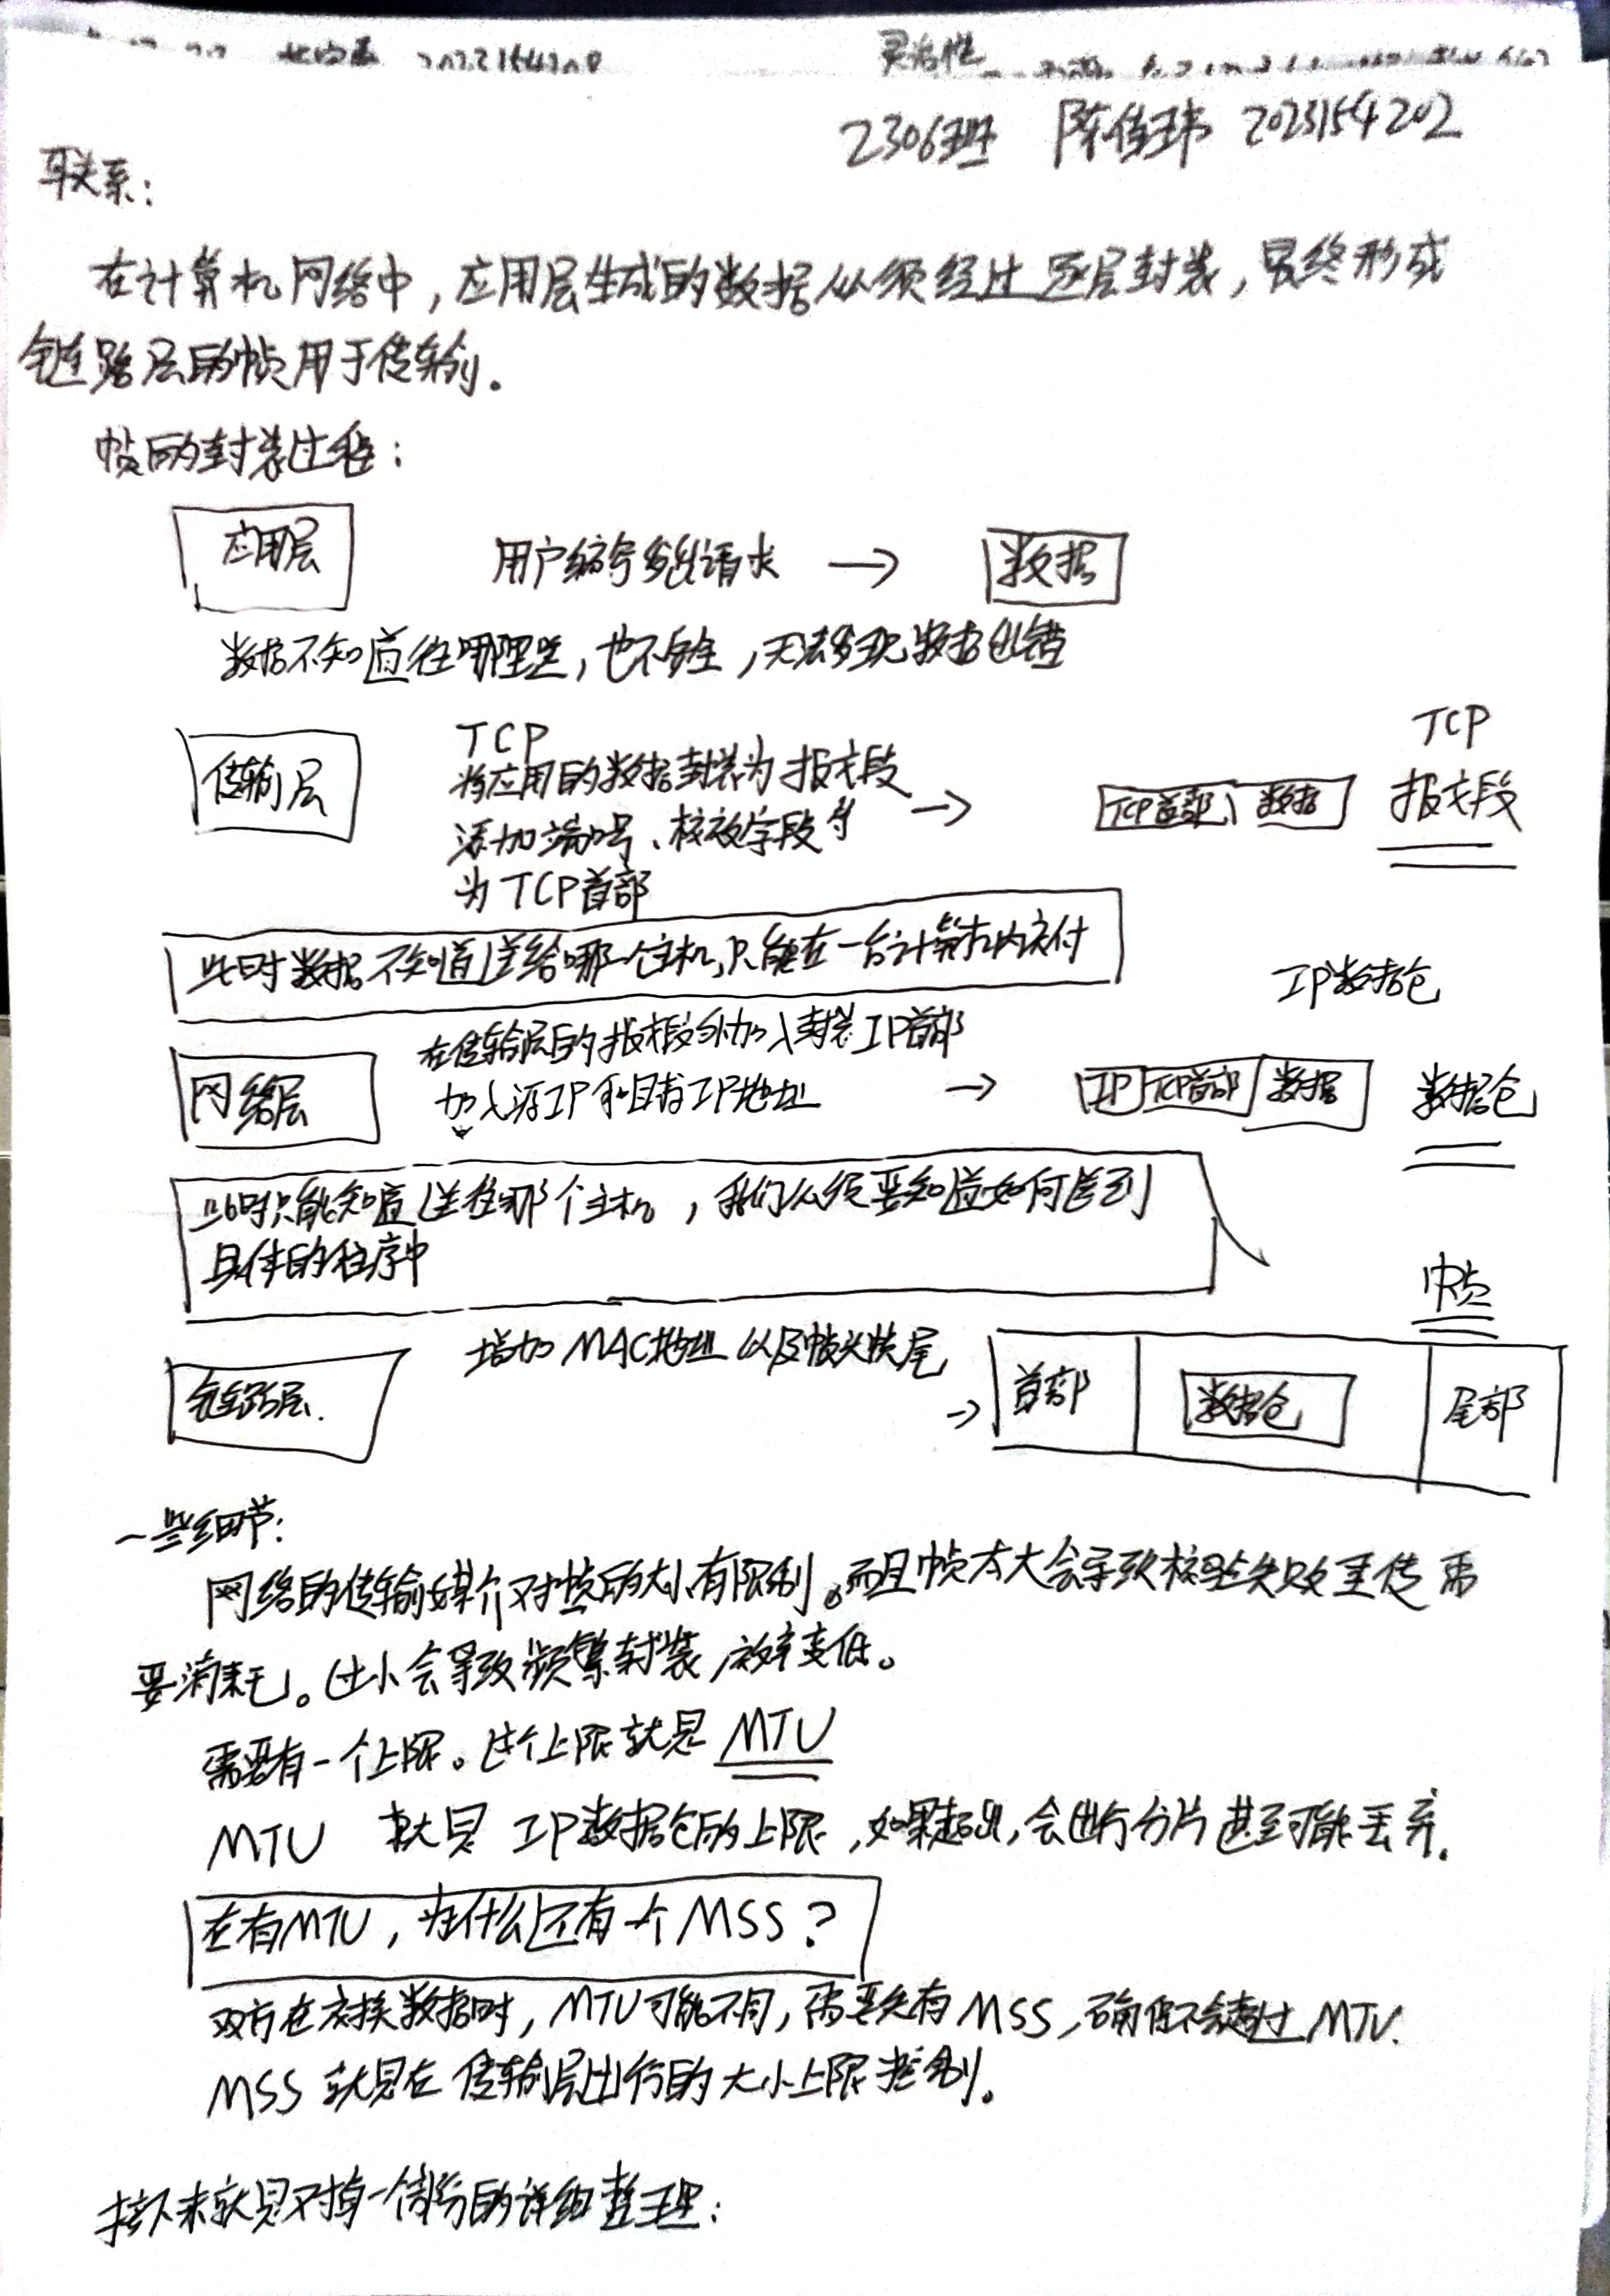 灵活性
2306班 陈佳玮 2023154202
联系：
在计算机网络中，应用层生成的数据必须经过逐层封装，最终形成
链路层的帧用于传输。
帧的封装过程：
应用层 用户编号发出请求 → 数据
数据不知道往哪里送，也不安全，无法发现数据出错
传输层 TCP
将应用的数据封装为报文段
添加端口号、校验字段等
为TCP首部
→ TCP首部 数据
TCP
报文段
此时数据不知道送给哪一个主机，只能在一台计算机内交付
IP数据包
网络层 在传输层的报文段外加入封装IP首部
加入源IP和目标IP地址 → IP TCP首部 数据 数据包
此时只能知道送往哪个主机，我们必须要知道如何送到
具体的程序中
帧
链路层. 增加MAC地址以及帧头帧尾
→ 首部 数据包 尾部
一些细节：
网络的传输媒介对帧的大小有限制。而且帧太大会导致校验失败重传需
要消耗。过小会导致频繁封装，效率变低。
需要有一个上限。这个上限就是 MTU
MTU 就是 IP数据包的上限，如果超出，会进行分片甚至可能丢弃.
在有MTU，为什么还有一个MSS？
双方在交换数据时，MTU可能不同，需要先有MSS，确保不会超过MTU.
MSS 就是在传输层进行的大小上限控制。
接下来就是对每一个部分的详细整理：